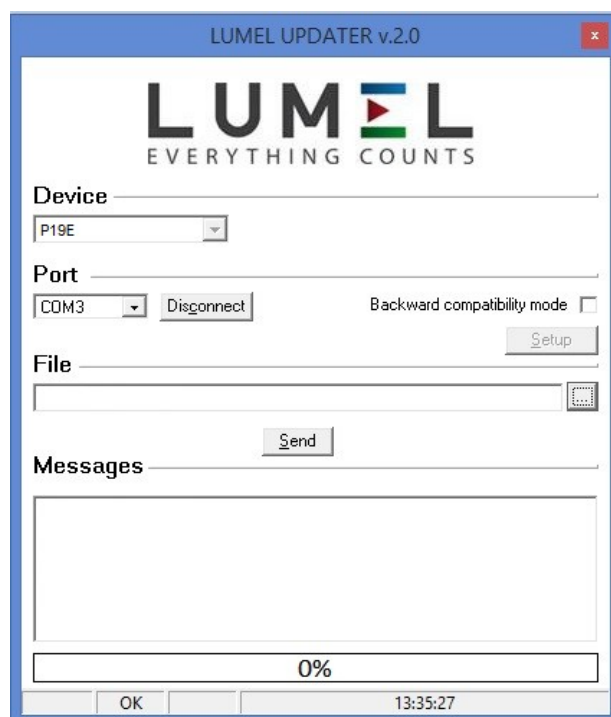 LUMEL UPDATER v.2.0
x
LUMEL
EVERYTHING COUNTS
Device
P19E
Port
COM3 Disconnect Backward compatibility mode
Setup
File
...
Send
Messages
0%
OK 13:35:27